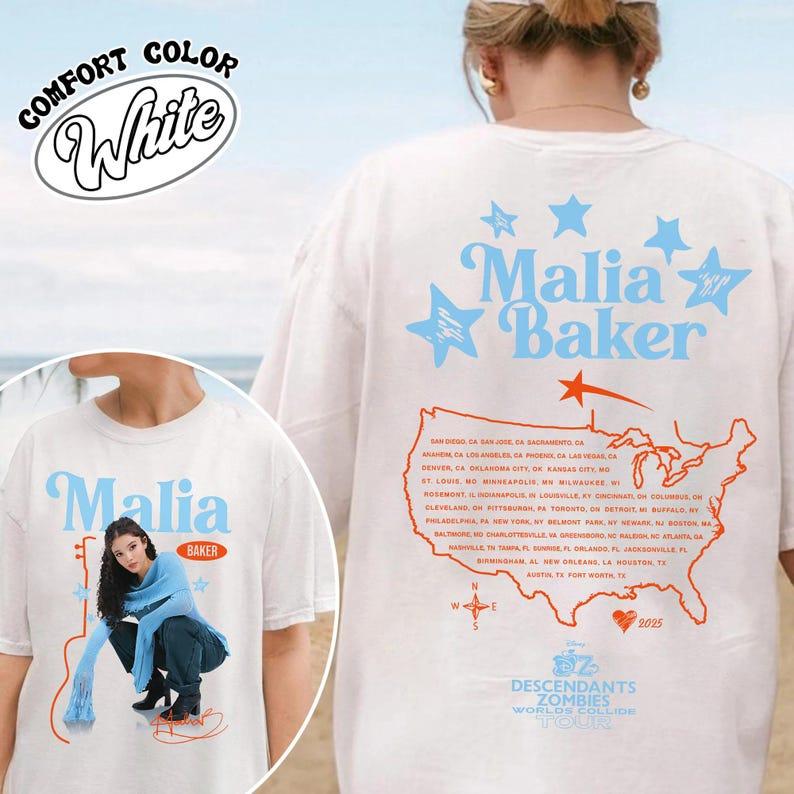 COMFORT COLOR
White
Malia
BAKER
Malia
Baker
SAN DIEGO, CA SAN JOSE, CA SACRAMENTO, CA
ANAHEIM, CA LOS ANGELES, CA PHOENIX, CA LAS VEGAS, CA
DENVER, CA OKLAHOMA CITY, OK KANSAS CITY, MO
ST. LOUIS, MO MINNEAPOLIS, MN MILWAUKEE, WI
ROSEMONT, IL INDIANAPOLIS, IN LOUISVILLE, KY CINCINNATI, OH COLUMBUS, OH
CLEVELAND, OH PITTSBURGH, PA TORONTO, ON DETROIT, MI BUFFALO, NY
PHILADELPHIA, PA NEW YORK, NY BELMONT PARK, NY NEWARK, NJ BOSTON, MA
BALTIMORE, MD CHARLOTTESVILLE, VA GREENSBORO, NC RALEIGH, NC ATLANTA, GA
NASHVILLE, TN TAMPA, FL SUNRISE, FL ORLANDO, FL JACKSONVILLE, FL
BIRMINGHAM, AL NEW ORLEANS, LA HOUSTON, TX
AUSTIN, TX FORT WORTH, TX
N
W E
S
2025
Disney
DZ
DESCENDANTS
ZOMBIES
WORLDS COLLIDE
TOUR